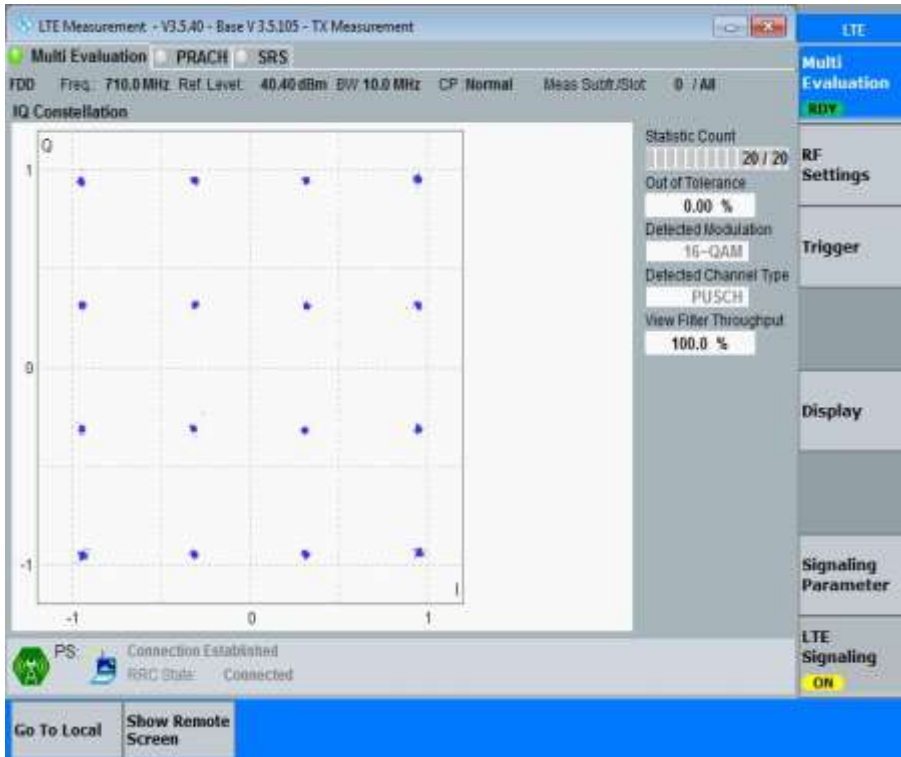 LTE Measurement - V3.5.40 - Base V 3.5.105 - TX Measurement
LTE
Multi Evaluation PRACH SRS
Multi
Evaluation
RDY
FDD Freq.: 710.0 MHz Ref. Level: 40.40 dBm BW: 10.0 MHz CP: Normal Meas Subfr./Slot: 0 / All
IQ Constellation
Q
1
0
-1
-1 0 1
I
Statistic Count
20 / 20
Out of Tolerance
0.00 %
Detected Modulation
16-QAM
Detected Channel Type
PUSCH
View Filter Throughput
100.0 %
RF
Settings
Trigger
Display
Signaling
Parameter
LTE
Signaling
ON
PS: Connection Established
RRC State: Connected
Go To Local
Show Remote
Screen